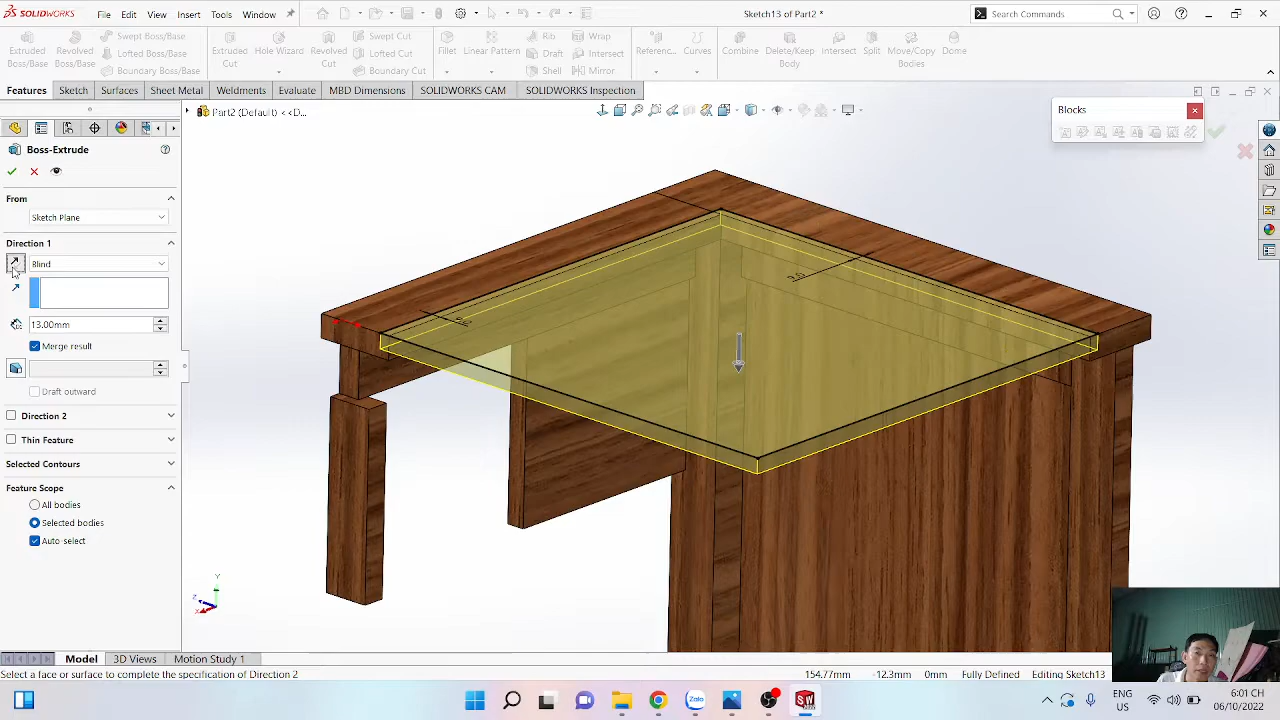 SOLIDWORKS File Edit View Insert Tools Window Sketch13 of Part2 * Search Commands
Extruded Boss/Base
Revolved Boss/Base
Swept Boss/Base
Lofted Boss/Base
Boundary Boss/Base
Extruded Cut
Hole Wizard
Revolved Cut
Swept Cut
Lofted Cut
Boundary Cut
Fillet
Linear Pattern
Rib
Draft
Shell
Wrap
Intersect
Mirror
Referenc...
Curves
Combine
Delete/Keep Body
Intersect
Split
Move/Copy Bodies
Dome
Features Sketch Surfaces Sheet Metal Weldments Evaluate MBD Dimensions SOLIDWORKS CAM SOLIDWORKS Inspection
Part2 (Default) < <D...
Blocks
Boss-Extrude
From
Sketch Plane
Direction 1
Blind
13.00mm
Merge result
Draft outward
Direction 2
Thin Feature
Selected Contours
Feature Scope
All bodies
Selected bodies
Auto-select
Y
Z
X
Model 3D Views Motion Study 1
Select a face or surface to complete the specification of Direction 2 154.77mm -12.3mm 0mm Fully Defined Editing Sketch13
Zalo
SW
ENG
US
6:01 CH
06/10/2022